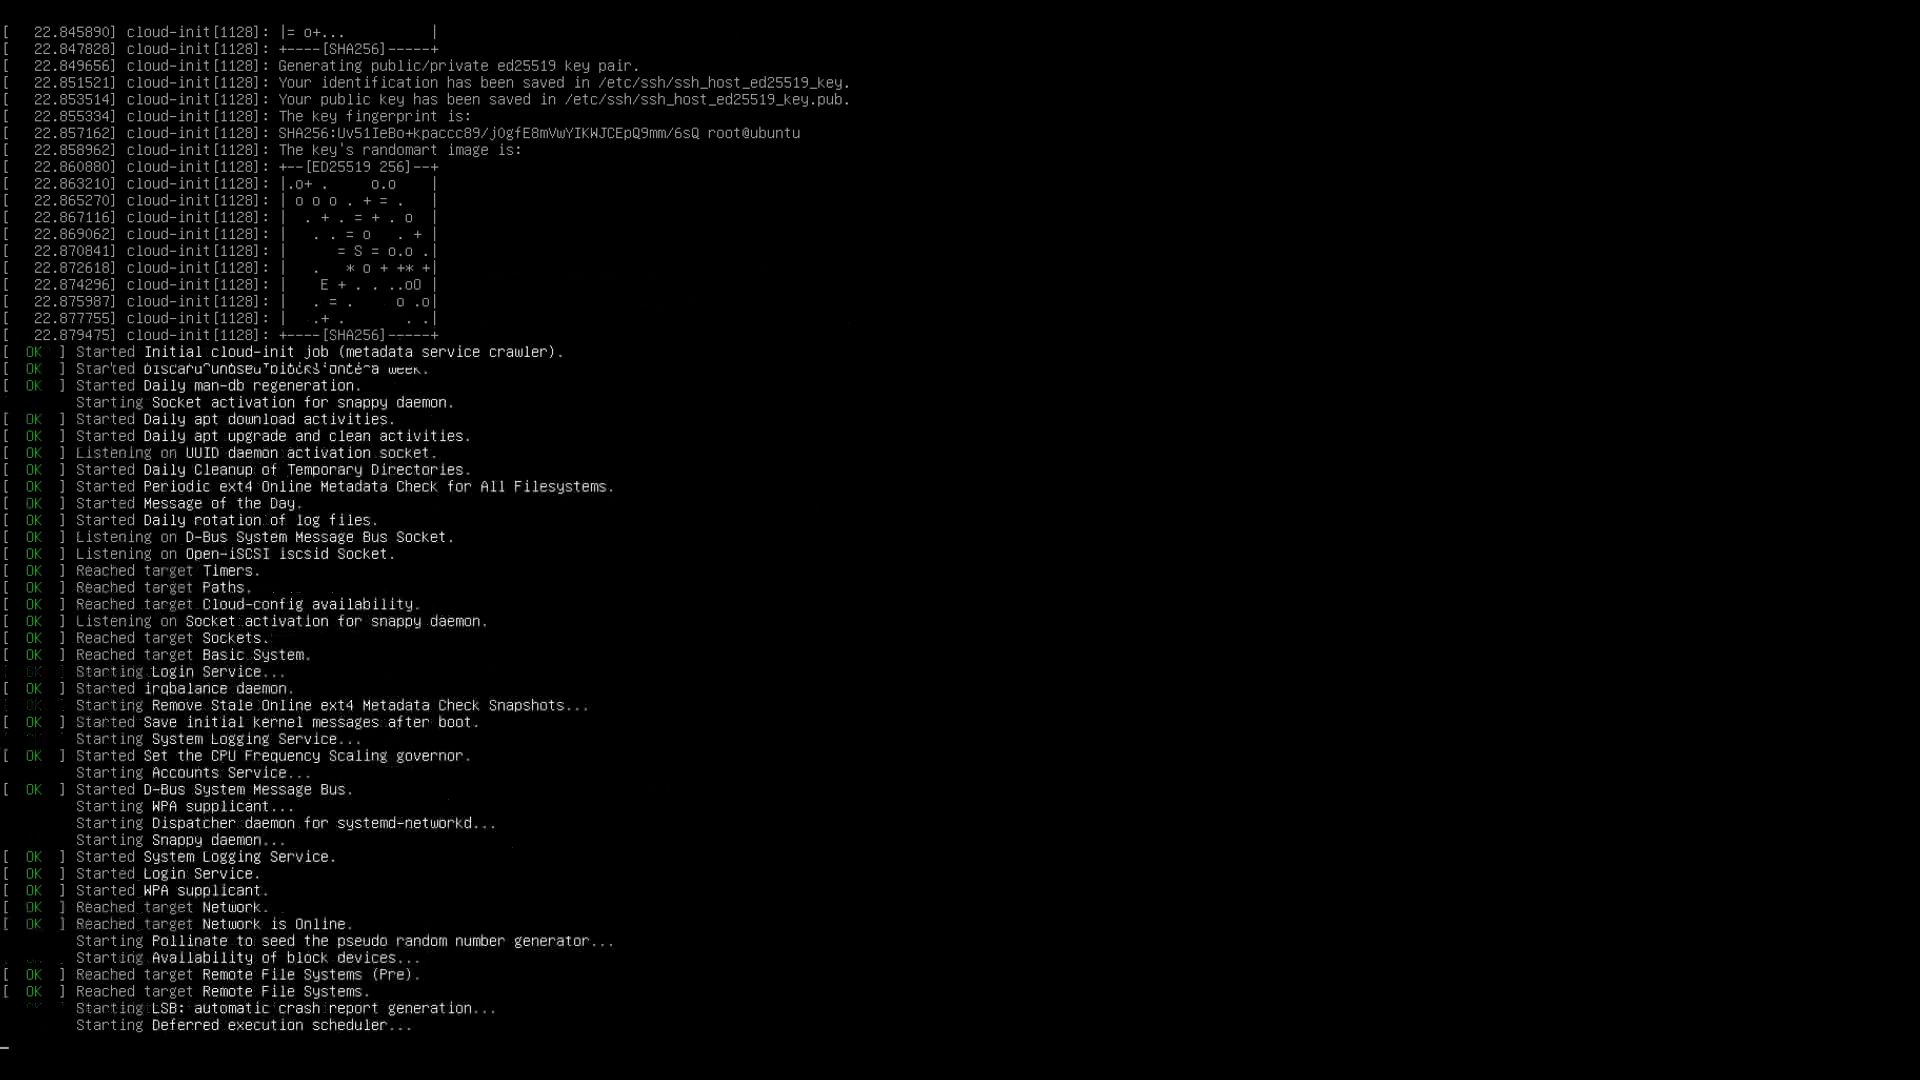 [   22.845890] cloud-init[1128]: |= o+...          |
[   22.847828] cloud-init[1128]: +----[SHA256]-----+
[   22.849656] cloud-init[1128]: Generating public/private ed25519 key pair.
[   22.851521] cloud-init[1128]: Your identification has been saved in /etc/ssh/ssh_host_ed25519_key.
[   22.853514] cloud-init[1128]: Your public key has been saved in /etc/ssh/ssh_host_ed25519_key.pub.
[   22.855334] cloud-init[1128]: The key fingerprint is:
[   22.857162] cloud-init[1128]: SHA256:Uv51IeBo+kpaccc89/j0gfE8mVwYIKWJCEpQ9mm/6sQ root@ubuntu
[   22.858962] cloud-init[1128]: The key's randomart image is:
[   22.860880] cloud-init[1128]: +--[ED25519 256]--+
[   22.863210] cloud-init[1128]: |.o+ .     o.o    |
[   22.865270] cloud-init[1128]: | o o o . + = .   |
[   22.867116] cloud-init[1128]: |  . + . = + . o  |
[   22.869062] cloud-init[1128]: |   . . = o   . + |
[   22.870841] cloud-init[1128]: |      = S = o.o .|
[   22.872618] cloud-init[1128]: |   .   * o + ++* +|
[   22.874296] cloud-init[1128]: |    E + . . ..oO |
[   22.875987] cloud-init[1128]: |   . = .     o .o|
[   22.877755] cloud-init[1128]: |   .+ .       . .|
[   22.879475] cloud-init[1128]: +----[SHA256]-----+
[  OK  ] Started Initial cloud-init job (metadata service crawler).
[  OK  ] Started Discard unused blocks once a week.
[  OK  ] Started Daily man-db regeneration.
Starting Socket activation for snappy daemon.
[  OK  ] Started Daily apt download activities.
[  OK  ] Started Daily apt upgrade and clean activities.
[  OK  ] Listening on UUID daemon activation socket.
[  OK  ] Started Daily Cleanup of Temporary Directories.
[  OK  ] Started Periodic ext4 Online Metadata Check for All Filesystems.
[  OK  ] Started Message of the Day.
[  OK  ] Started Daily rotation of log files.
[  OK  ] Listening on D-Bus System Message Bus Socket.
[  OK  ] Listening on Open-iSCSI iscsid Socket.
[  OK  ] Reached target Timers.
[  OK  ] Reached target Paths.
[  OK  ] Reached target Cloud-config availability.
[  OK  ] Listening on Socket activation for snappy daemon.
[  OK  ] Reached target Sockets.
[  OK  ] Reached target Basic System.
Starting Login Service...
[  OK  ] Started irqbalance daemon.
Starting Remove Stale Online ext4 Metadata Check Snapshots...
[  OK  ] Started Save initial kernel messages after boot.
Starting System Logging Service...
[  OK  ] Started Set the CPU Frequency Scaling governor.
Starting Accounts Service...
[  OK  ] Started D-Bus System Message Bus.
Starting WPA supplicant...
Starting Dispatcher daemon for systemd-networkd...
Starting Snappy daemon...
[  OK  ] Started System Logging Service.
[  OK  ] Started Login Service.
[  OK  ] Started WPA supplicant.
[  OK  ] Reached target Network.
[  OK  ] Reached target Network is Online.
Starting Pollinate to seed the pseudo random number generator...
Starting Availability of block devices...
[  OK  ] Reached target Remote File Systems (Pre).
[  OK  ] Reached target Remote File Systems.
Starting LSB: automatic crash report generation...
Starting Deferred execution scheduler...